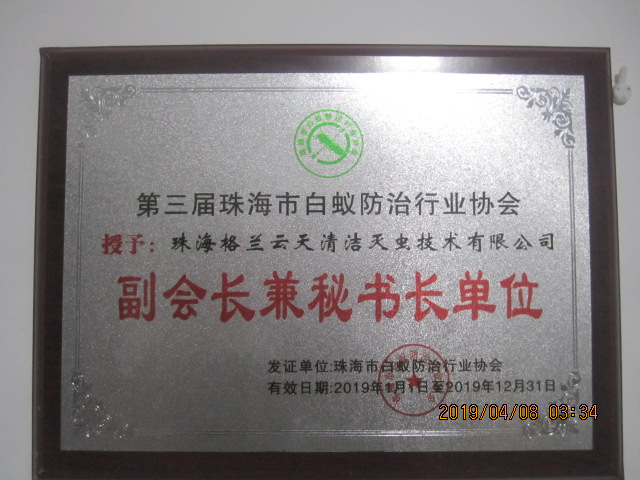 第三届珠海市白蚁防治行业协会
授予：珠海格兰云天清洁灭虫技术有限公司
副会长兼秘书长单位
发证单位:珠海市白蚁防治行业协会
有效日期:2019年1月1日至2019年12月31日
2019/04/08 03:34